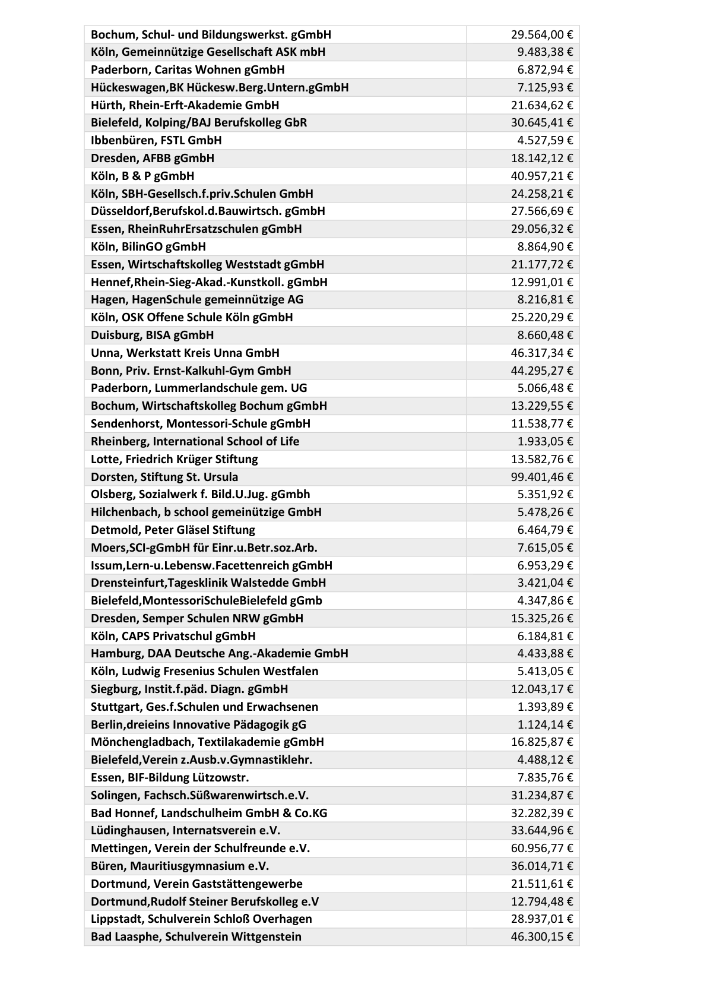 Bochum, Schul- und Bildungswerkst. gGmbH 29.564,00 €
Köln, Gemeinnützige Gesellschaft ASK mbH 9.483,38 €
Paderborn, Caritas Wohnen gGmbH 6.872,94 €
Hückeswagen,BK Hückesw.Berg.Untern.gGmbH 7.125,93 €
Hürth, Rhein-Erft-Akademie GmbH 21.634,62 €
Bielefeld, Kolping/BAJ Berufskolleg GbR 30.645,41 €
Ibbenbüren, FSTL GmbH 4.527,59 €
Dresden, AFBB gGmbH 18.142,12 €
Köln, B & P gGmbH 40.957,21 €
Köln, SBH-Gesellsch.f.priv.Schulen GmbH 24.258,21 €
Düsseldorf,Berufskol.d.Bauwirtsch. gGmbH 27.566,69 €
Essen, RheinRuhrErsatzschulen gGmbH 29.056,32 €
Köln, BilinGO gGmbH 8.864,90 €
Essen, Wirtschaftskolleg Weststadt gGmbH 21.177,72 €
Hennef,Rhein-Sieg-Akad.-Kunstkoll. gGmbH 12.991,01 €
Hagen, HagenSchule gemeinnützige AG 8.216,81 €
Köln, OSK Offene Schule Köln gGmbH 25.220,29 €
Duisburg, BISA gGmbH 8.660,48 €
Unna, Werkstatt Kreis Unna GmbH 46.317,34 €
Bonn, Priv. Ernst-Kalkuhl-Gym GmbH 44.295,27 €
Paderborn, Lummerlandschule gem. UG 5.066,48 €
Bochum, Wirtschaftskolleg Bochum gGmbH 13.229,55 €
Sendenhorst, Montessori-Schule gGmbH 11.538,77 €
Rheinberg, International School of Life 1.933,05 €
Lotte, Friedrich Krüger Stiftung 13.582,76 €
Dorsten, Stiftung St. Ursula 99.401,46 €
Olsberg, Sozialwerk f. Bild.U.Jug. gGmbh 5.351,92 €
Hilchenbach, b school gemeinützige GmbH 5.478,26 €
Detmold, Peter Gläsel Stiftung 6.464,79 €
Moers,SCI-gGmbH für Einr.u.Betr.soz.Arb. 7.615,05 €
Issum,Lern-u.Lebensw.Facettenreich gGmbH 6.953,29 €
Drensteinfurt,Tagesklinik Walstedde GmbH 3.421,04 €
Bielefeld,MontessoriSchuleBielefeld gGmb 4.347,86 €
Dresden, Semper Schulen NRW gGmbH 15.325,26 €
Köln, CAPS Privatschul gGmbH 6.184,81 €
Hamburg, DAA Deutsche Ang.-Akademie GmbH 4.433,88 €
Köln, Ludwig Fresenius Schulen Westfalen 5.413,05 €
Siegburg, Instit.f.päd. Diagn. gGmbH 12.043,17 €
Stuttgart, Ges.f.Schulen und Erwachsenen 1.393,89 €
Berlin,dreieins Innovative Pädagogik gG 1.124,14 €
Mönchengladbach, Textilakademie gGmbH 16.825,87 €
Bielefeld,Verein z.Ausb.v.Gymnastiklehr. 4.488,12 €
Essen, BIF-Bildung Lützowstr. 7.835,76 €
Solingen, Fachsch.Süßwarenwirtsch.e.V. 31.234,87 €
Bad Honnef, Landschulheim GmbH & Co.KG 32.282,39 €
Lüdinghausen, Internatsverein e.V. 33.644,96 €
Mettingen, Verein der Schulfreunde e.V. 60.956,77 €
Büren, Mauritiusgymnasium e.V. 36.014,71 €
Dortmund, Verein Gaststättengewerbe 21.511,61 €
Dortmund,Rudolf Steiner Berufskolleg e.V 12.794,48 €
Lippstadt, Schulverein Schloß Overhagen 28.937,01 €
Bad Laasphe, Schulverein Wittgenstein 46.300,15 €